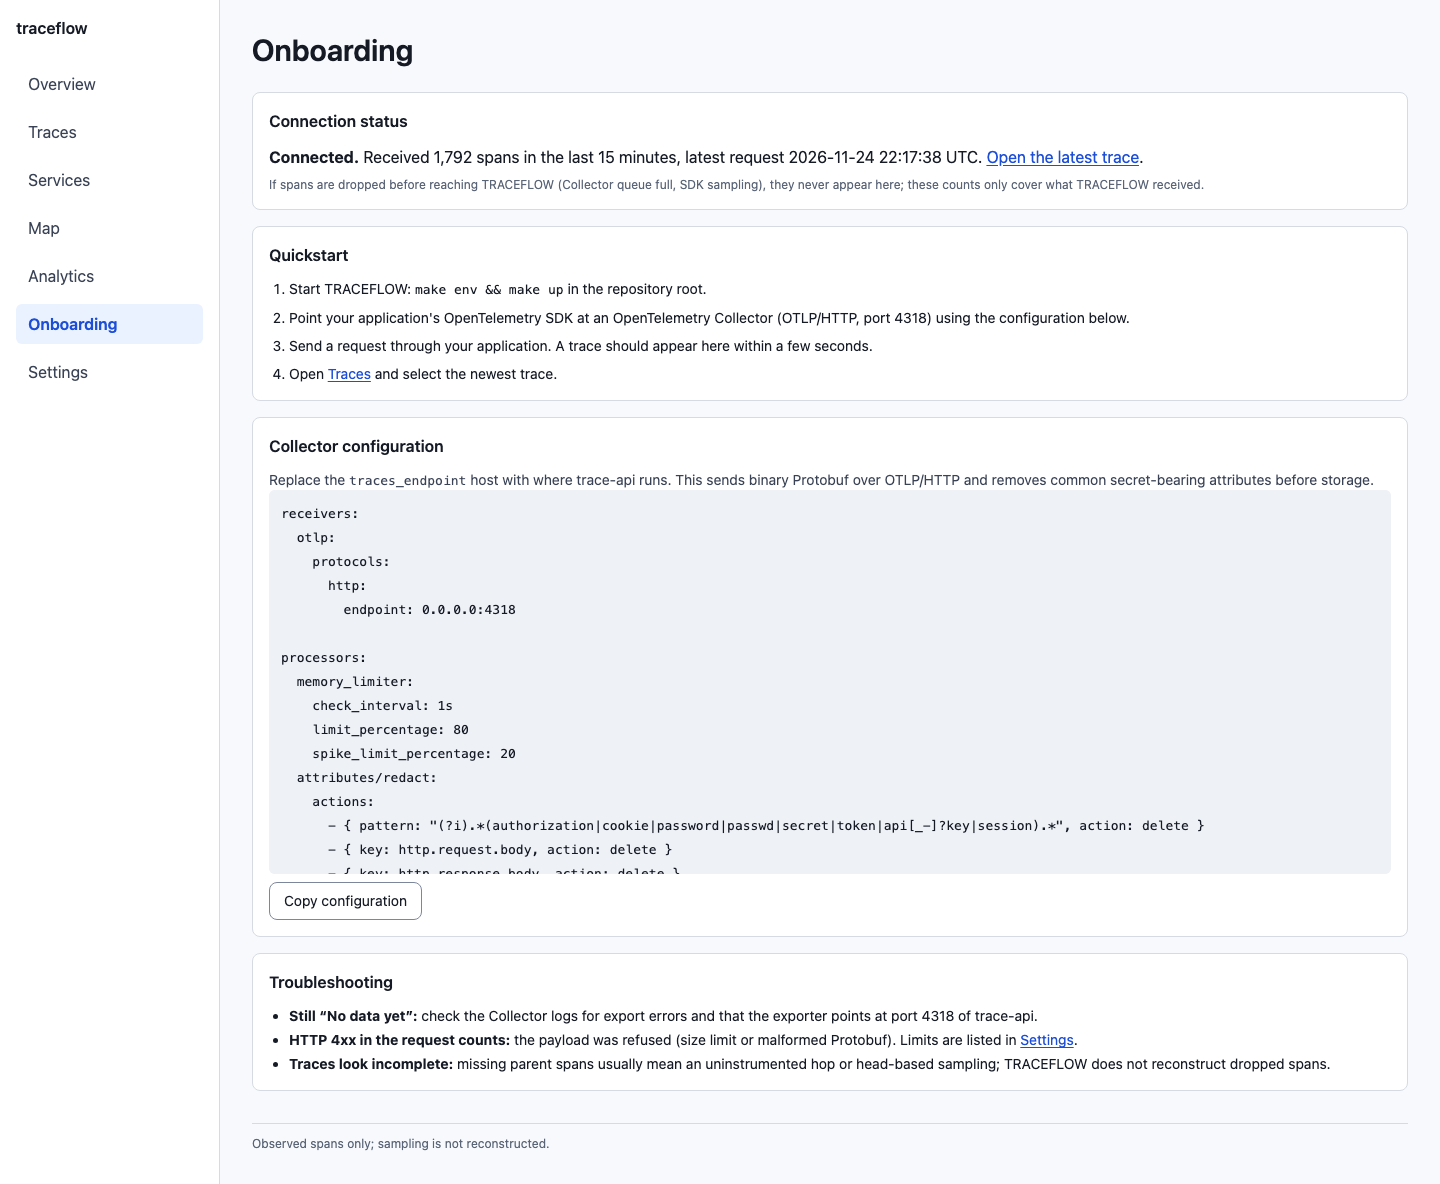 traceflow
Overview
Traces
Services
Map
Analytics
Onboarding
Settings
Onboarding
Connection status
Connected. Received 1,792 spans in the last 15 minutes, latest request 2026-11-24 22:17:38 UTC. Open the latest trace.
If spans are dropped before reaching TRACEFLOW (Collector queue full, SDK sampling), they never appear here; these counts only cover what TRACEFLOW received.
Quickstart
1. Start TRACEFLOW: make env && make up in the repository root.
2. Point your application's OpenTelemetry SDK at an OpenTelemetry Collector (OTLP/HTTP, port 4318) using the configuration below.
3. Send a request through your application. A trace should appear here within a few seconds.
4. Open Traces and select the newest trace.
Collector configuration
Replace the traces_endpoint host with where trace-api runs. This sends binary Protobuf over OTLP/HTTP and removes common secret-bearing attributes before storage.
receivers:
  otlp:
    protocols:
      http:
        endpoint: 0.0.0.0:4318
processors:
  memory_limiter:
    check_interval: 1s
    limit_percentage: 80
    spike_limit_percentage: 20
  attributes/redact:
    actions:
      - { pattern: "(?i).*(authorization|cookie|password|passwd|secret|token|api[_-]?key|session).*", action: delete }
      - { key: http.request.body, action: delete }
      - { key: http.response.body, action: delete }
Copy configuration
Troubleshooting
• Still “No data yet”: check the Collector logs for export errors and that the exporter points at port 4318 of trace-api.
• HTTP 4xx in the request counts: the payload was refused (size limit or malformed Protobuf). Limits are listed in Settings.
• Traces look incomplete: missing parent spans usually mean an uninstrumented hop or head-based sampling; TRACEFLOW does not reconstruct dropped spans.
Observed spans only; sampling is not reconstructed.